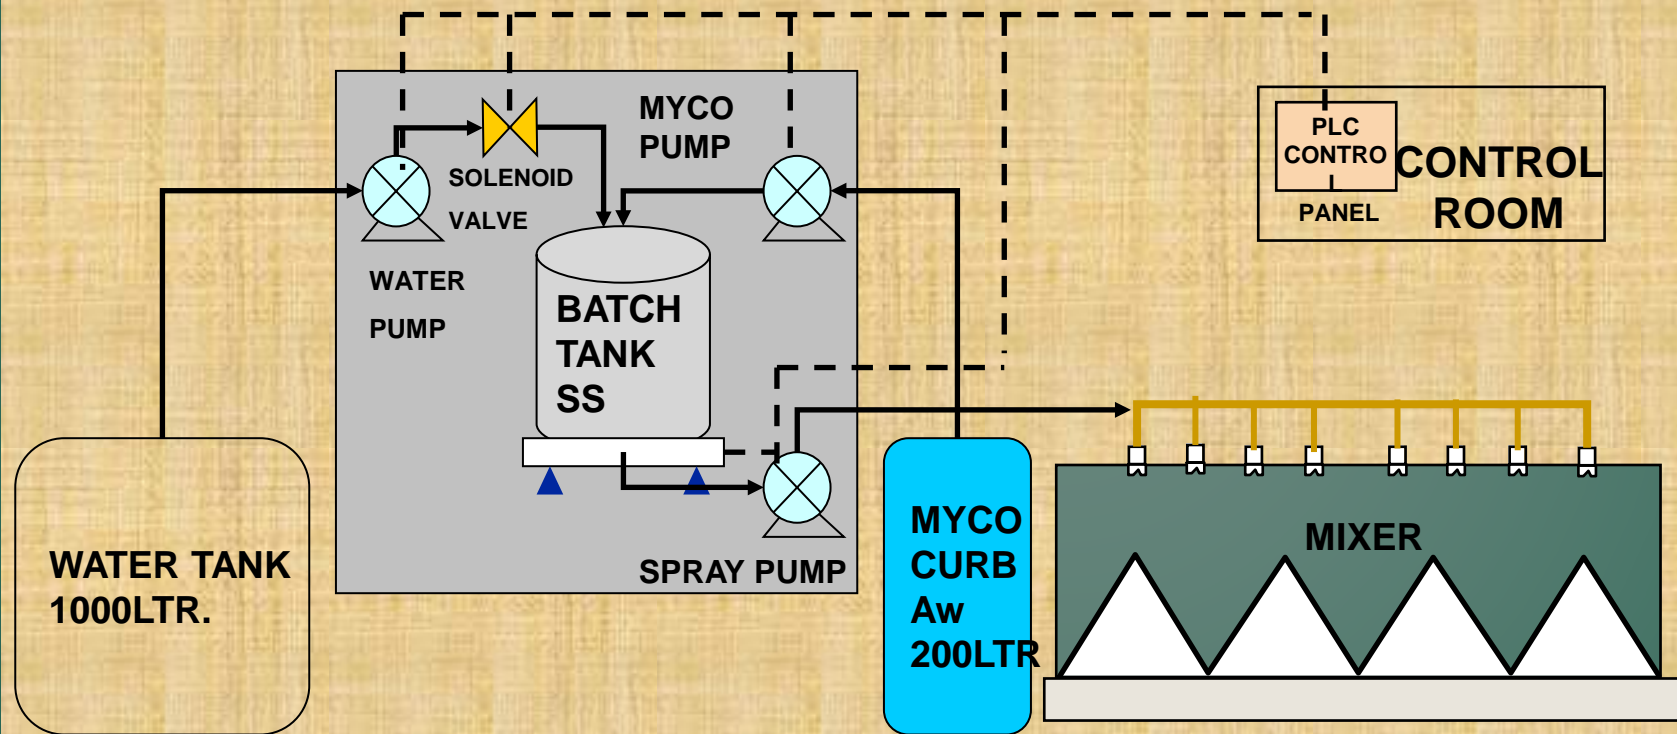 MYCO
PUMP
SOLENOID
VALVE
WATER
PUMP
BATCH
TANK
SS
SPRAY PUMP
WATER TANK
1000LTR.
MYCO
CURB
Aw
200LTR
PLC
CONTRO
L
PANEL
CONTROL
ROOM
MIXER